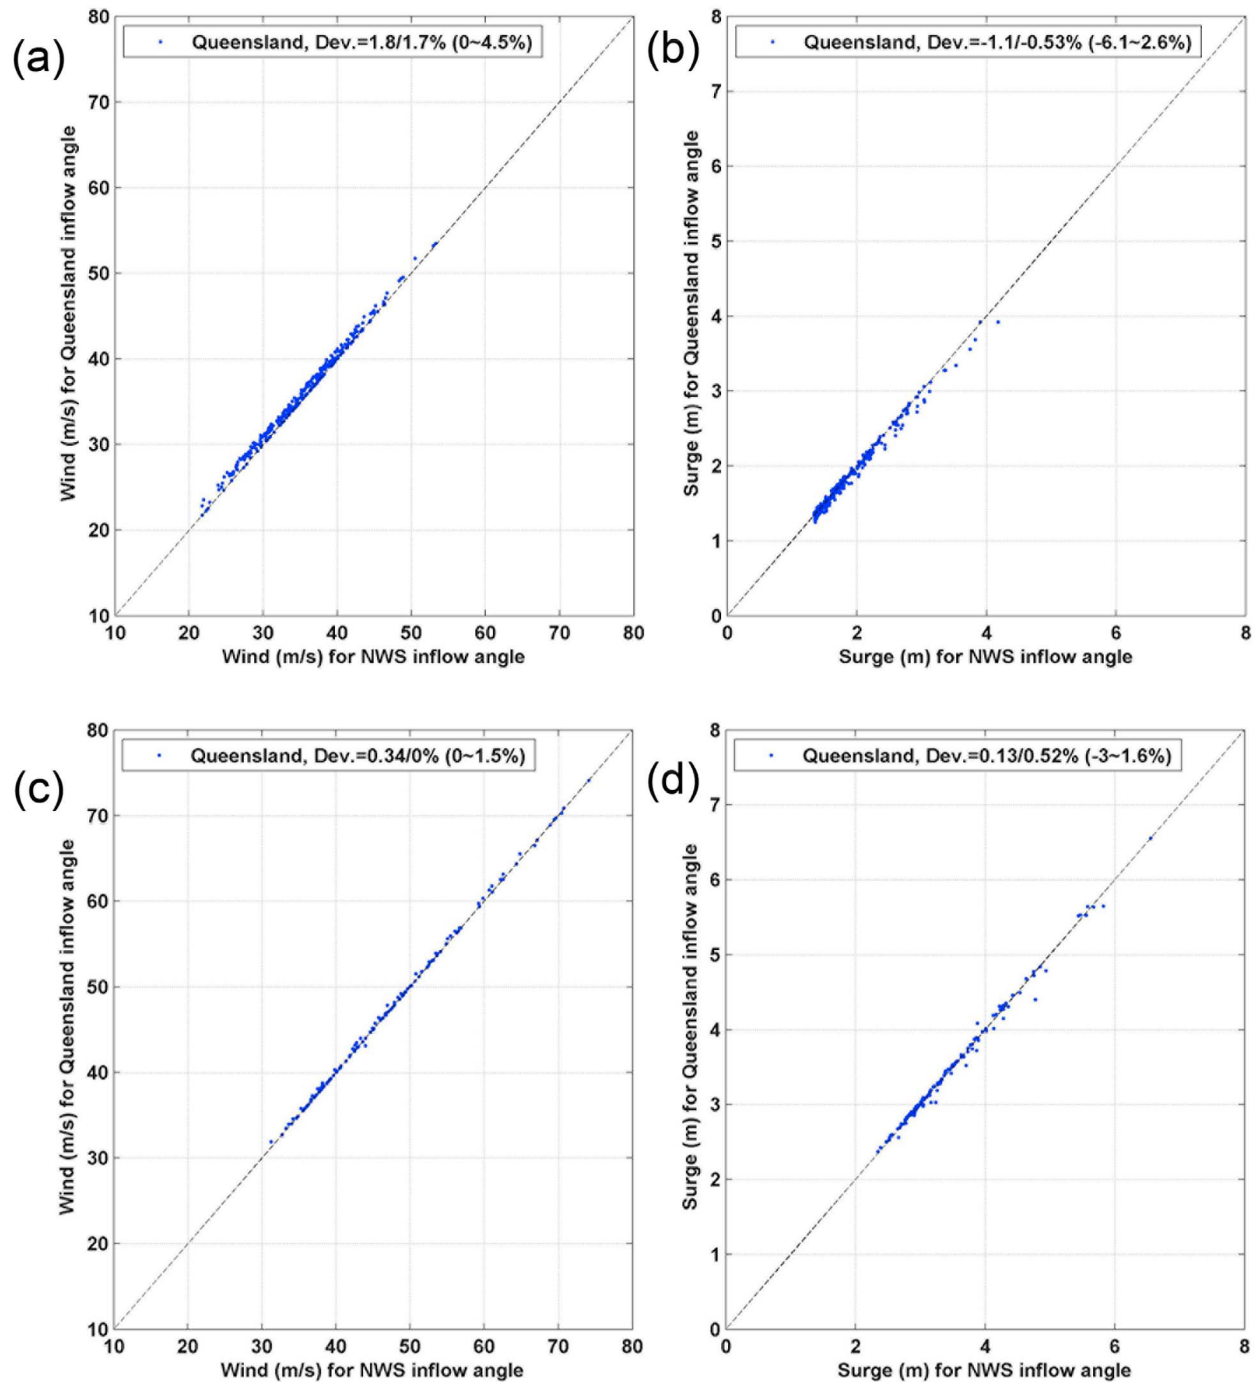 (a)
Queensland, Dev.=1.8/1.7% (0~4.5%)
Wind (m/s) for Queensland inflow angle
80
70
60
50
40
30
20
10
10 20 30 40 50 60 70 80
Wind (m/s) for NWS inflow angle
(b)
Queensland, Dev.=-1.1/-0.53% (-6.1~2.6%)
Surge (m) for Queensland inflow angle
8
7
6
5
4
3
2
1
0
0 2 4 6 8
Surge (m) for NWS inflow angle
(c)
Queensland, Dev.=0.34/0% (0~1.5%)
Wind (m/s) for Queensland inflow angle
80
70
60
50
40
30
20
10
10 20 30 40 50 60 70 80
Wind (m/s) for NWS inflow angle
(d)
Queensland, Dev.=0.13/0.52% (-3~1.6%)
Surge (m) for Queensland inflow angle
8
7
6
5
4
3
2
1
0
0 2 4 6 8
Surge (m) for NWS inflow angle